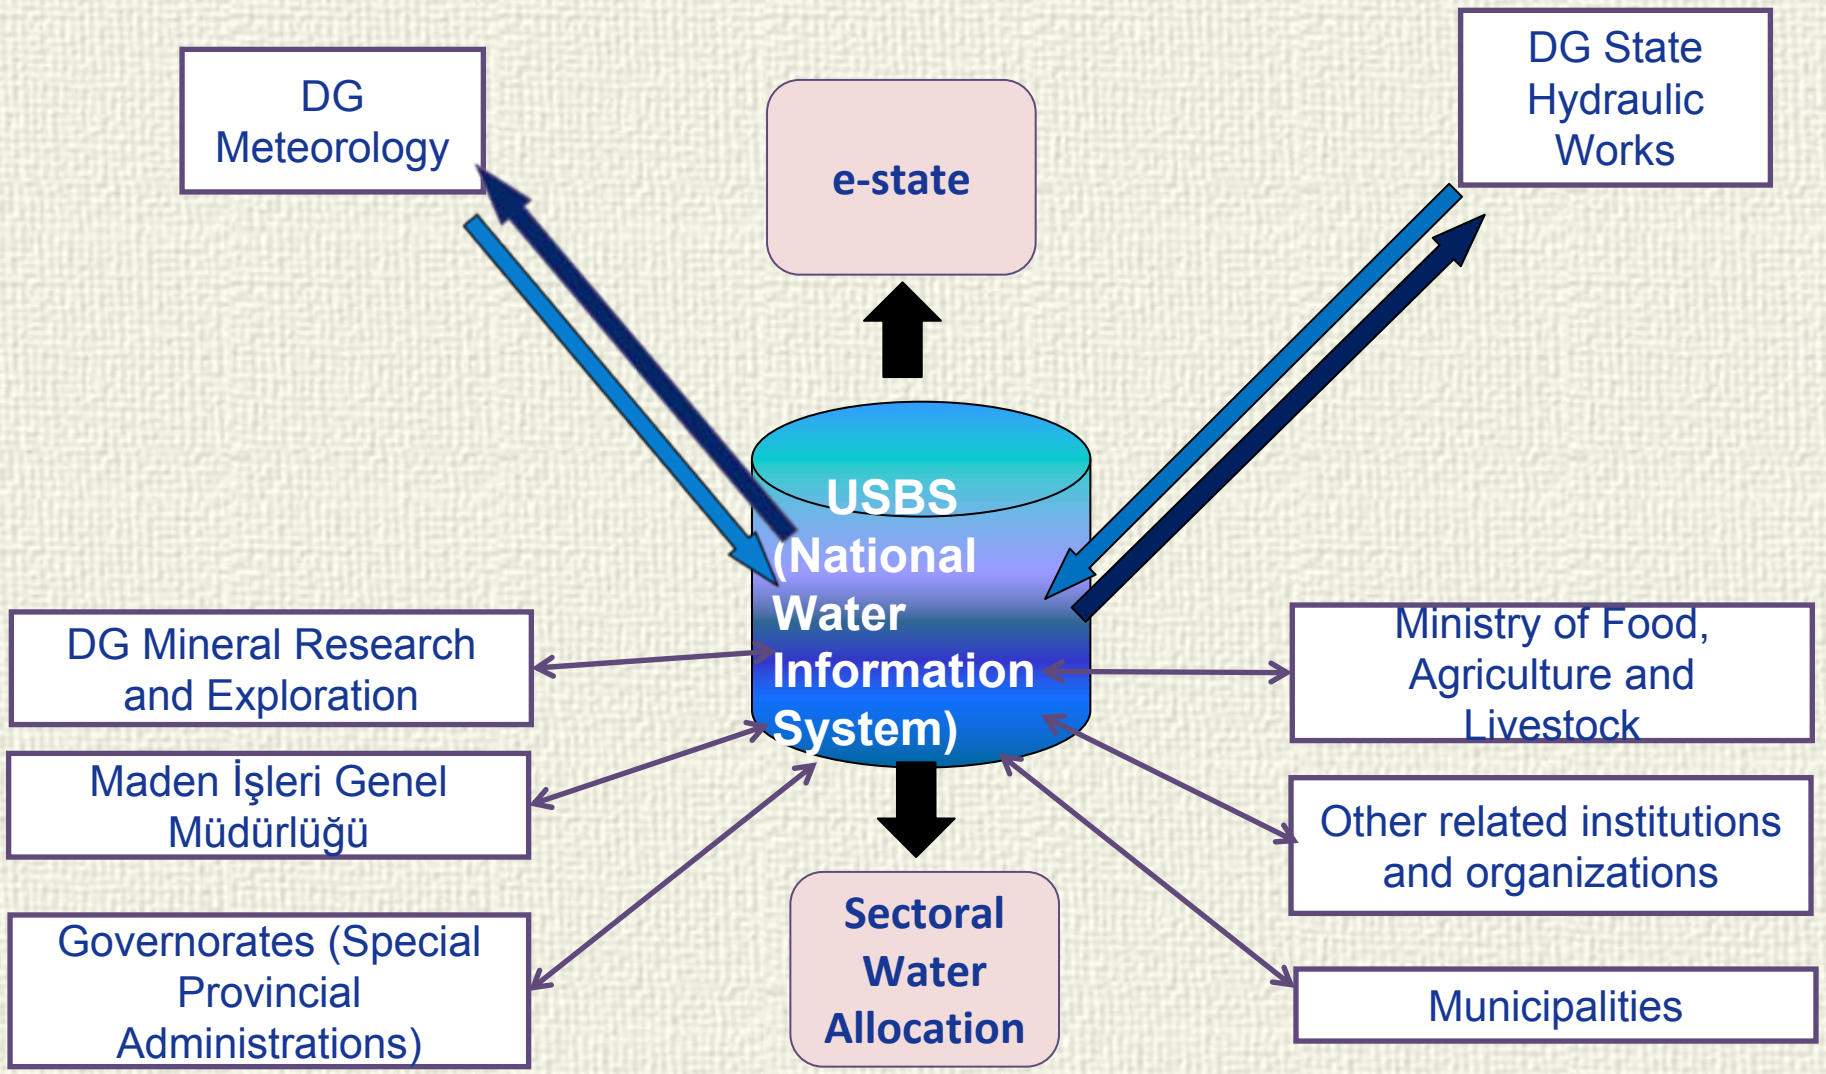 DG
Meteorology
e-state
DG State
Hydraulic
Works
USBS
(National
Water
Information
System)
DG Mineral Research
and Exploration
Maden İşleri Genel
Müdürlüğü
Governorates (Special
Provincial
Administrations)
Sectoral
Water
Allocation
Ministry of Food,
Agriculture and
Livestock
Other related institutions
and organizations
Municipalities